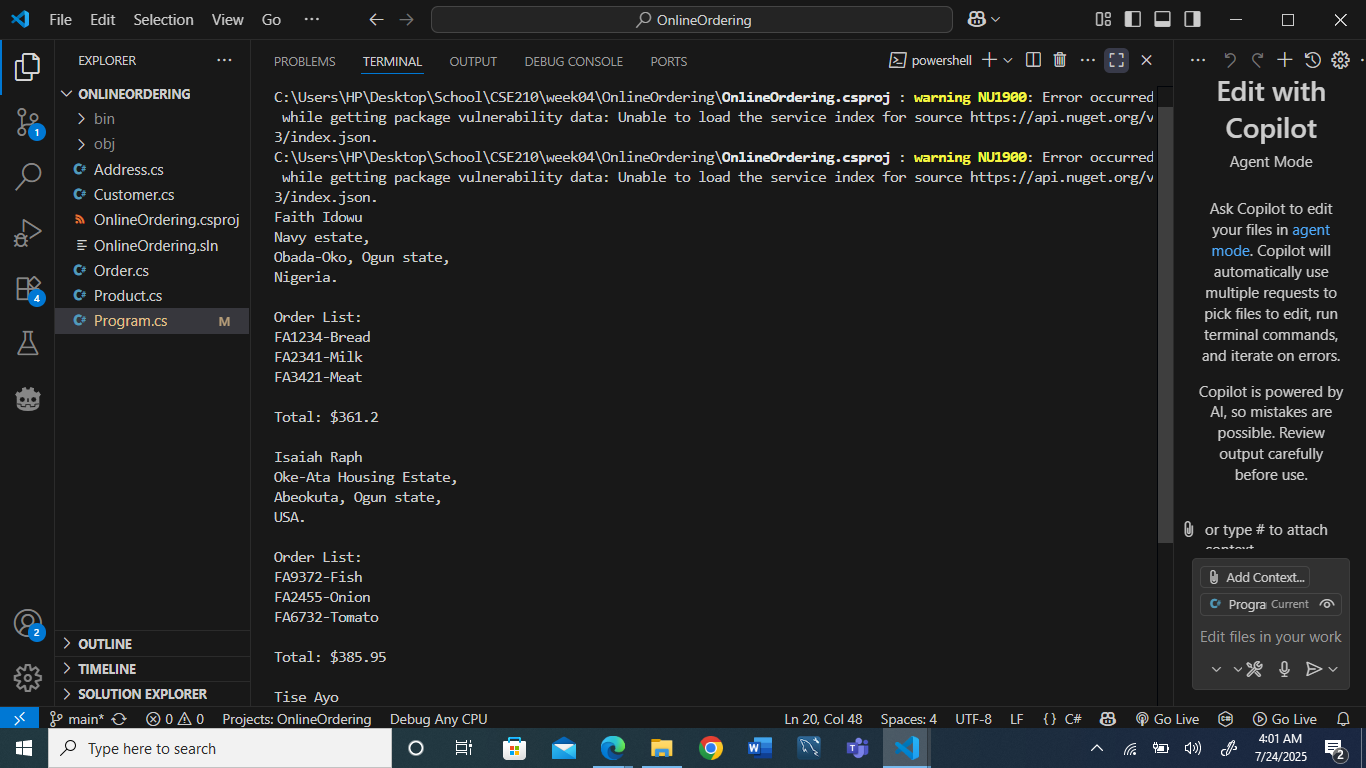 File Edit Selection View Go ··· OnlineOrdering
EXPLORER ···
ONLINEORDERING
bin
obj
Address.cs
Customer.cs
OnlineOrdering.csproj
OnlineOrdering.sln
Order.cs
Product.cs
Program.cs M
OUTLINE
TIMELINE
SOLUTION EXPLORER
1
4
2
PROBLEMS TERMINAL OUTPUT DEBUG CONSOLE PORTS powershell ···
C:\Users\HP\Desktop\School\CSE210\week04\OnlineOrdering\OnlineOrdering.csproj : warning NU1900: Error occurred
while getting package vulnerability data: Unable to load the service index for source https://api.nuget.org/v
3/index.json.
C:\Users\HP\Desktop\School\CSE210\week04\OnlineOrdering\OnlineOrdering.csproj : warning NU1900: Error occurred
while getting package vulnerability data: Unable to load the service index for source https://api.nuget.org/v
3/index.json.
Faith Idowu
Navy estate,
Obada-Oko, Ogun state,
Nigeria.
Order List:
FA1234-Bread
FA2341-Milk
FA3421-Meat
Total: $361.2
Isaiah Raph
Oke-Ata Housing Estate,
Abeokuta, Ogun state,
USA.
Order List:
FA9372-Fish
FA2455-Onion
FA6732-Tomato
Total: $385.95
Tise Ayo
Edit with
Copilot
Agent Mode
Ask Copilot to edit
your files in agent
mode. Copilot will
automatically use
multiple requests to
pick files to edit, run
terminal commands,
and iterate on errors.
Copilot is powered by
AI, so mistakes are
possible. Review
output carefully
before use.
or type # to attach
context
Add Context...
Progra Current
Edit files in your work
main* 0 0 Projects: OnlineOrdering Debug Any CPU Ln 20, Col 48 Spaces: 4 UTF-8 LF {} C# Go Live Go Live
Type here to search
4:01 AM
7/24/2025
2